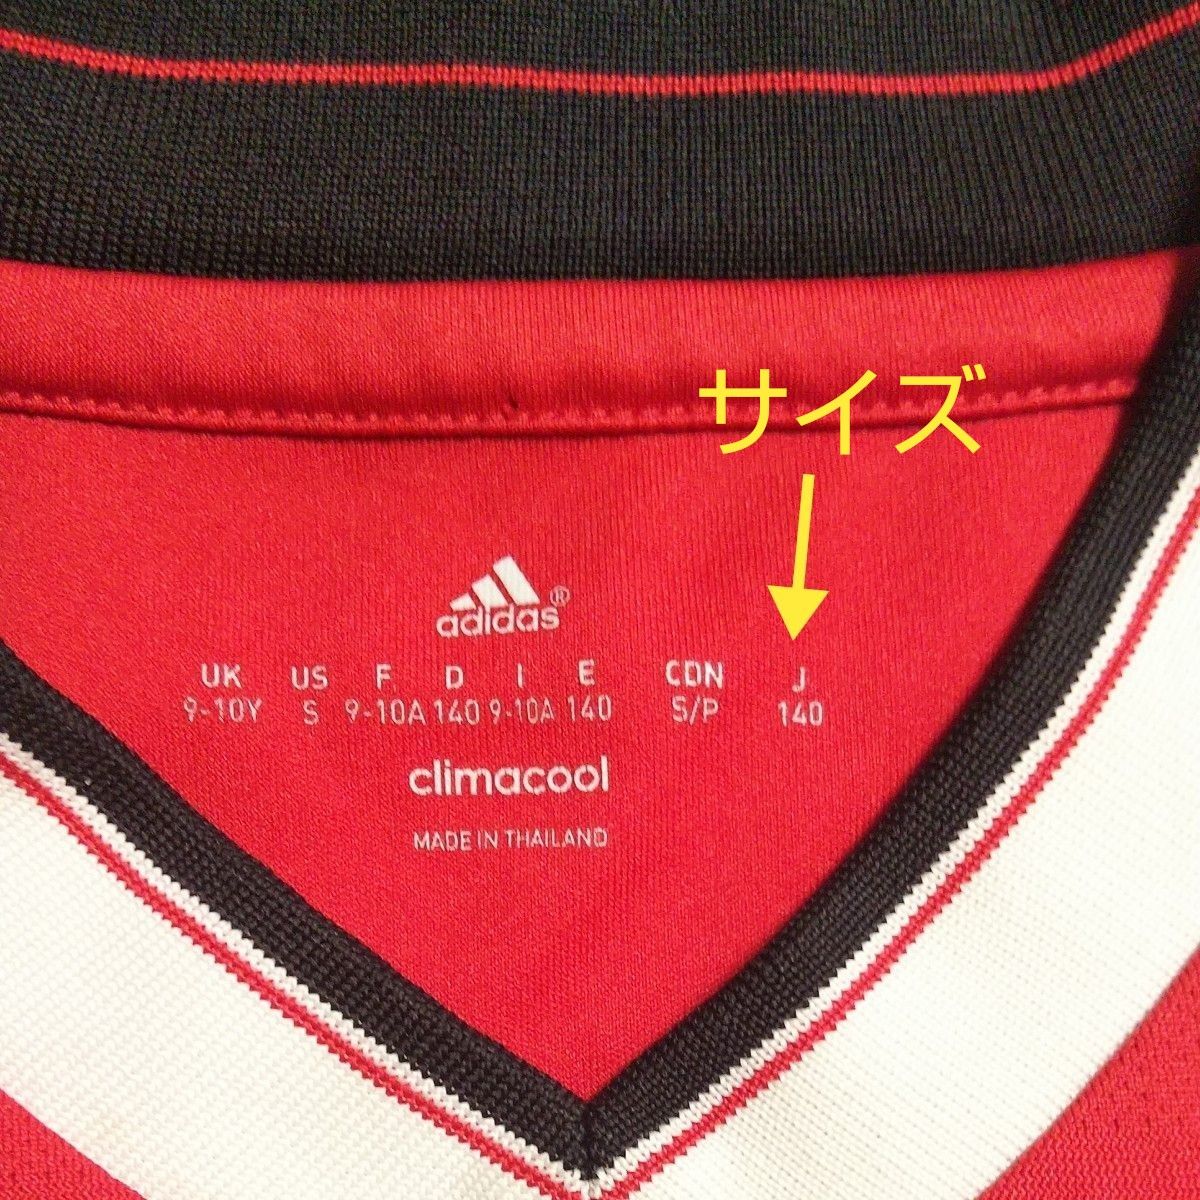 サイズ
adidas®
UK US F D I E CDN J
9-10Y S 9-10A 140 9-10A 140 S/P 140
climacool
MADE IN THAILAND